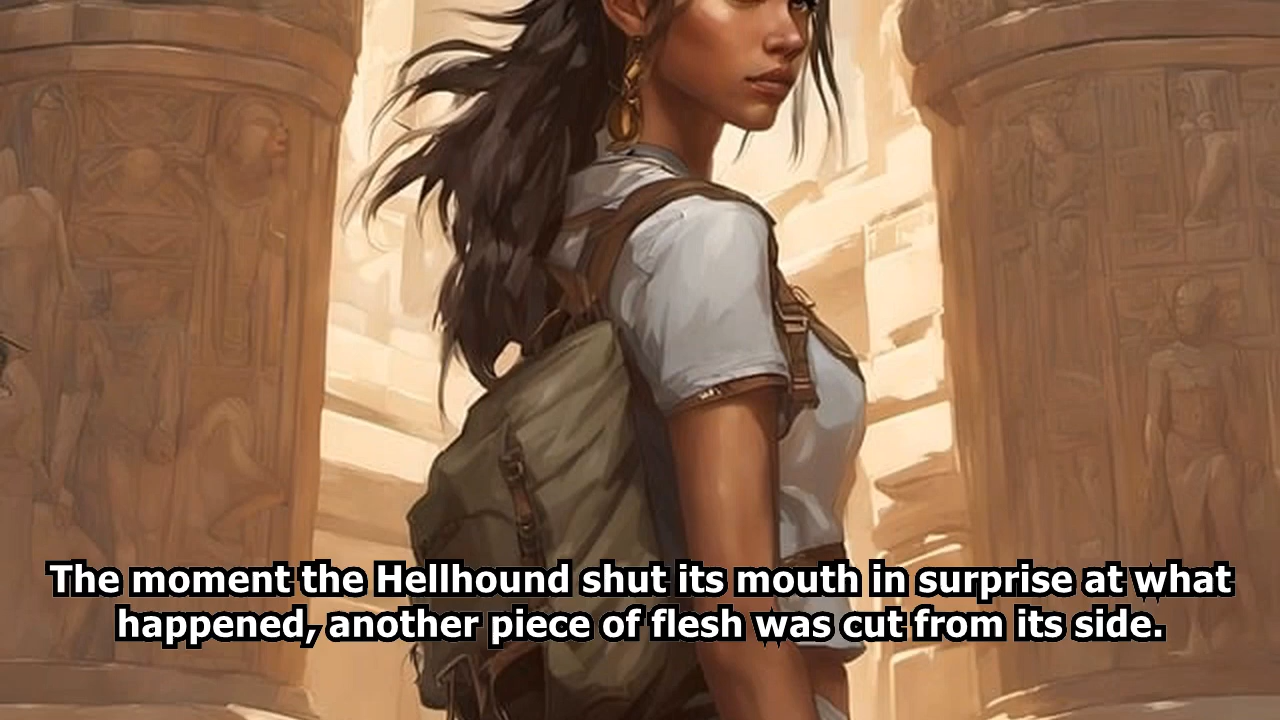 The moment the Hellhound shut its mouth in surprise at what
happened, another piece of flesh was cut from its side.